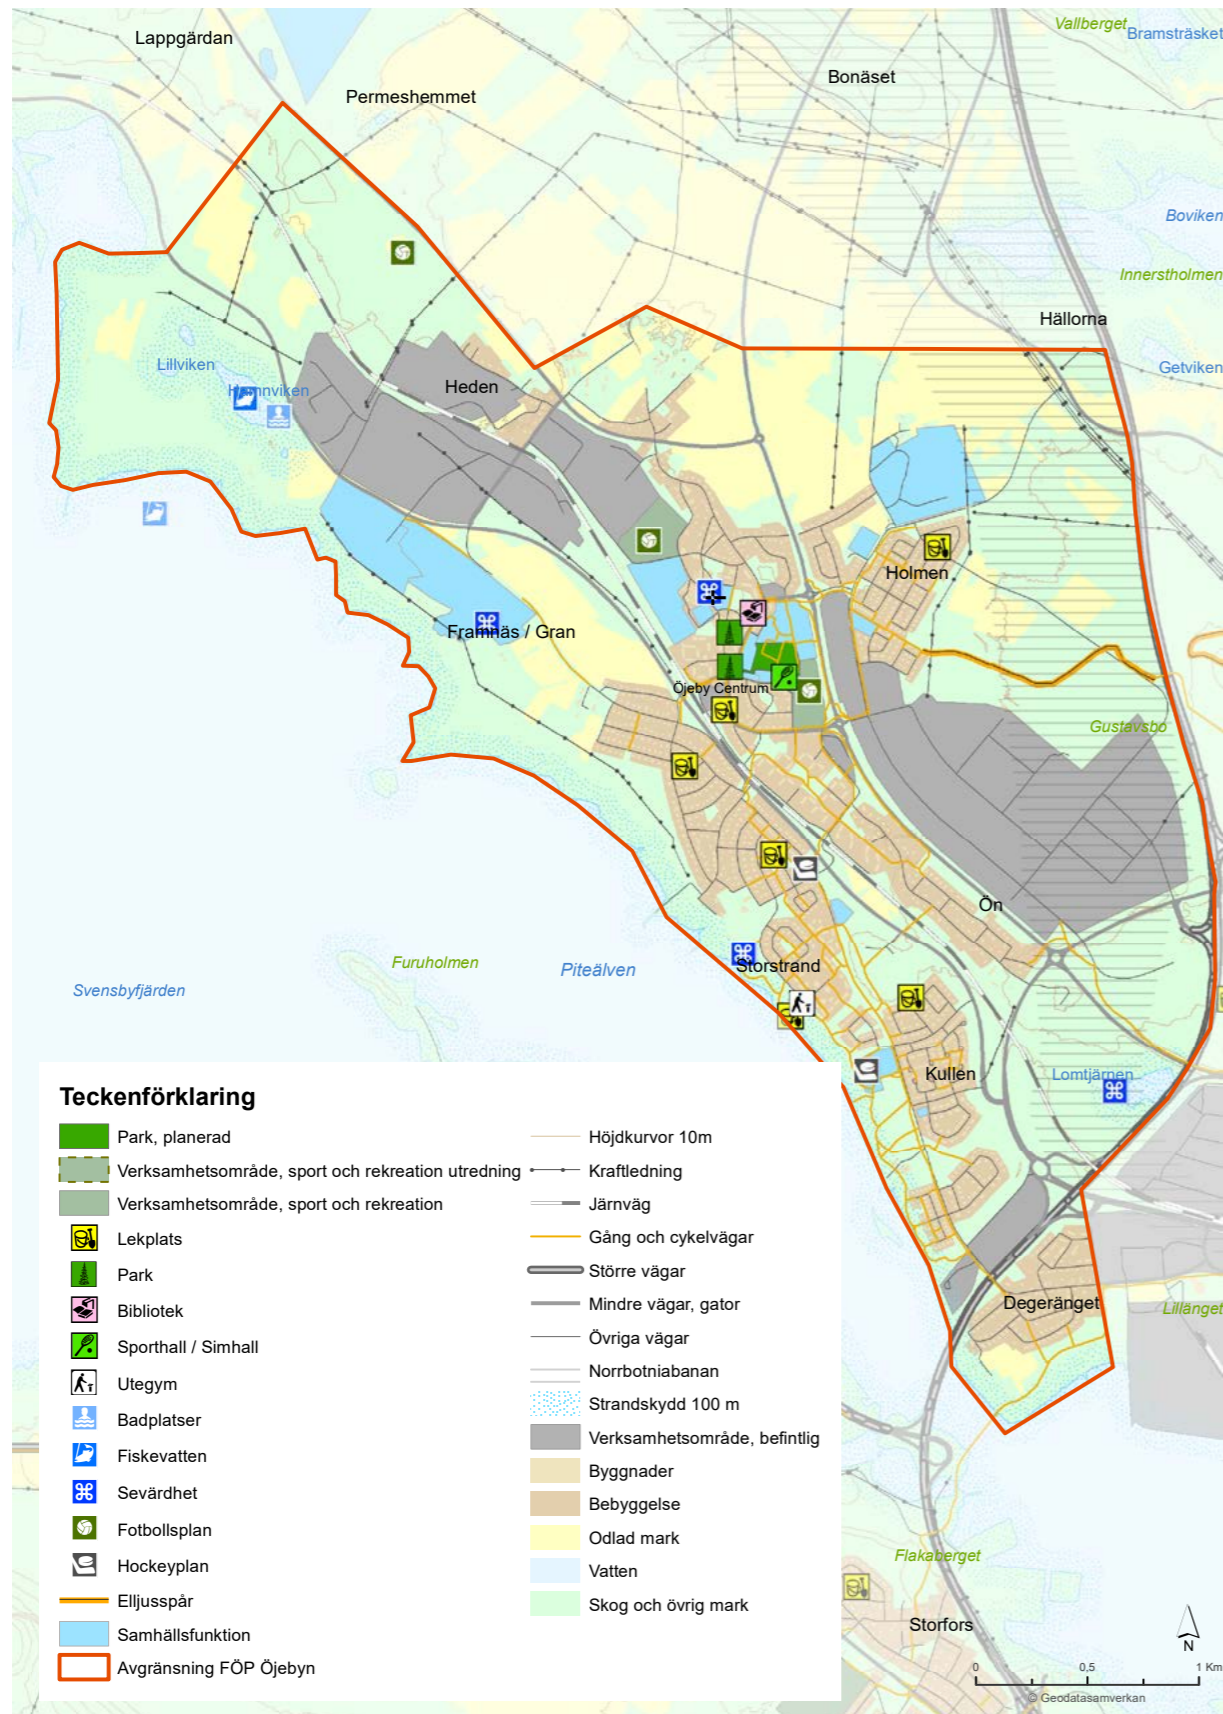 Lappgärdan
Vallberget
Bramsträsket
Permeshemmet
Bonäset
Boviken
Innerstholmen
Hällorna
Lillviken
Getviken
Hamnviken
Heden
Holmen
Framnäs / Gran
Öjeby Centrum
Gustavsbo
Ön
Furuholmen
Piteälven
Storstrand
Svensbyfjärden
Kullen
Lomtjärnen
Degeränget
Lillänget
Flakaberget
Storfors
Teckenförklaring
Park, planerad
Verksamhetsområde, sport och rekreation utredning
Verksamhetsområde, sport och rekreation
Lekplats
Park
Bibliotek
Sporthall / Simhall
Utegym
Badplatser
Fiskevatten
Sevärdhet
Fotbollsplan
Hockeyplan
Elljusspår
Samhällsfunktion
Avgränsning FÖP Öjebyn
Höjdkurvor 10m
Kraftledning
Järnväg
Gång och cykelvägar
Större vägar
Mindre vägar, gator
Övriga vägar
Norrbotniabanan
Strandskydd 100 m
Verksamhetsområde, befintlig
Byggnader
Bebyggelse
Odlad mark
Vatten
Skog och övrig mark
N
0 0,5 1 Km
© Geodatasamverkan